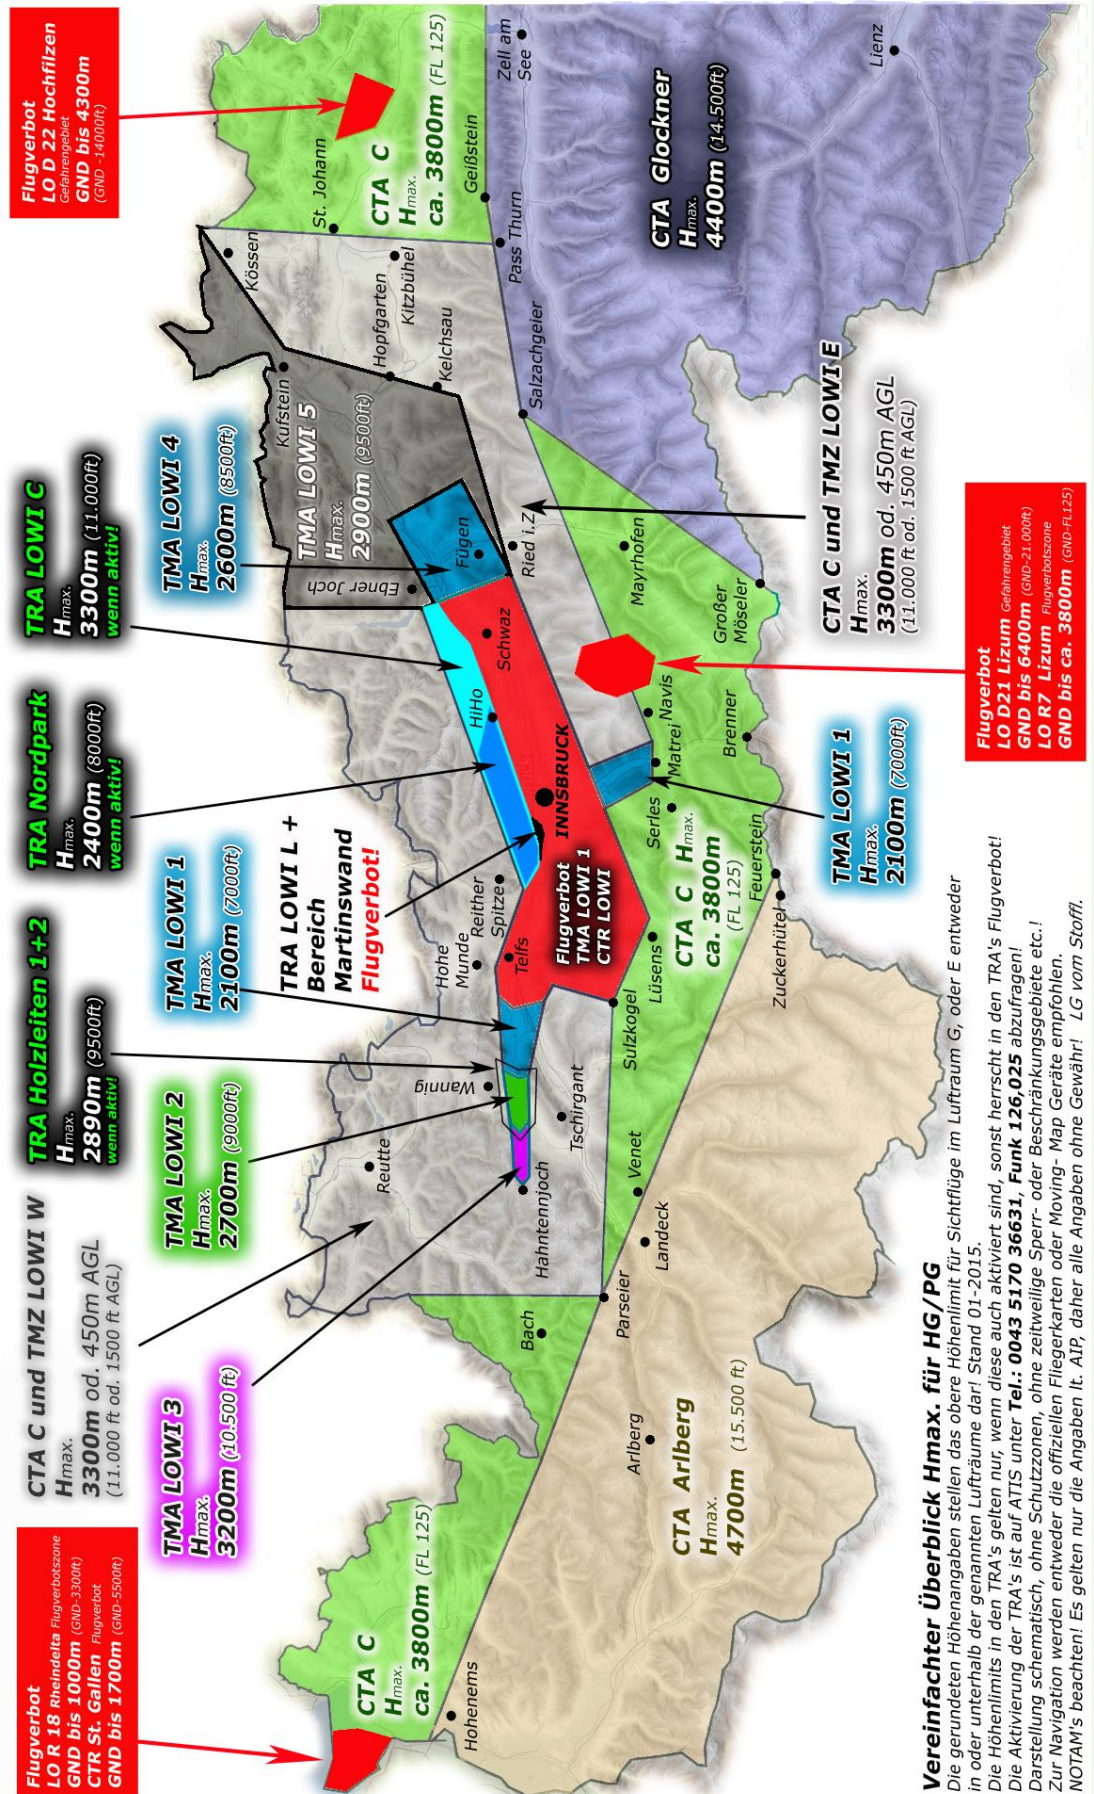 Flugverbot
LO R 18 Rheindelta Flugverbotszone
GND bis 1000m (GND-3300ft)
CTR St. Gallen Flugverbot
GND bis 1700m (GND-5500ft)
CTA C und TMZ LOWI W
Hmax.
3300m od. 450m AGL
(11.000 ft od. 1500 ft AGL)
TRA Holzleiten 1+2
Hmax.
2890m (9500ft)
wenn aktiv!
TRA Nordpark
Hmax.
2400m (8000ft)
wenn aktiv!
TRA LOWI C
Hmax.
3300m (11.000ft)
wenn aktiv!
Flugverbot
LO D 22 Hochfilzen
Gefahrengebiet
GND bis 4300m
(GND -14000ft)
TMA LOWI 3
Hmax.
3200m (10.500 ft)
TMA LOWI 2
Hmax.
2700m (9000ft)
TMA LOWI 1
Hmax.
2100m (7000ft)
TMA LOWI 4
Hmax.
2600m (8500ft)
TRA LOWI L +
Bereich
Martinswand
Flugverbot!
TMA LOWI 5
Hmax.
2900m (9500ft)
Kufstein
Kössen
St. Johann
Ebner Joch
Hopfgarten
Kitzbühel
Kelchsau
CTA C
Hmax.
ca. 3800m (FL 125)
Geißstein
Pass Thurn
Zell am
See
Reutte
Wannig
Hohe
Munde
Reither
Spitze
Telfs
HiHo
Schwaz
Fügen
Ried i.Z.
Salzachgeier
INNSBRUCK
Flugverbot
TMA LOWI 1
CTR LOWI
Hahntennjoch
Tschirgant
Bach
Parseier
Sulzkogel
Venet
Landeck
Lüsens
Serles
Matrei
Navis
Mayrhofen
Brenner
Großer
Möseler
Feuerstein
Zuckerhütel
CTA C Hmax.
ca. 3800m
(FL 125)
CTA Glockner
Hmax.
4400m (14.500ft)
Lienz
CTA C
Hmax.
ca. 3800m (FL 125)
Hohenems
Arlberg
CTA Arlberg
Hmax.
4700m (15.500 ft)
TMA LOWI 1
Hmax.
2100m (7000ft)
CTA C und TMZ LOWI E
Hmax.
3300m od. 450m AGL
(11.000 ft od. 1500 ft AGL)
Flugverbot
LO D21 Lizum Gefahrengebiet
GND bis 6400m (GND-21.000ft)
LO R7 Lizum Flugverbotszone
GND bis ca. 3800m (GND-FL125)
Vereinfachter Überblick Hmax. für HG/PG
Die gerundeten Höhenangaben stellen das obere Höhenlimit für Sichtflüge im Luftraum G, oder E entweder
in oder unterhalb der genannten Lufträume dar! Stand 01-2015.
Die Höhenlimits in den TRA's gelten nur, wenn diese auch aktiviert sind, sonst herrscht in den TRA's Flugverbot!
Die Aktivierung der TRA's ist auf ATIS unter Tel.: 0043 5170 36631, Funk 126,025 abzufragen!
Darstellung schematisch, ohne Schutzzonen, ohne zeitweilige Sperr- oder Beschränkungsgebiete etc.!
Zur Navigation werden entweder die offiziellen Fliegerkarten oder Moving- Map Geräte empfohlen.
NOTAM's beachten! Es gelten nur die Angaben lt. AIP, daher alle Angaben ohne Gewähr! LG vom Stoffl.